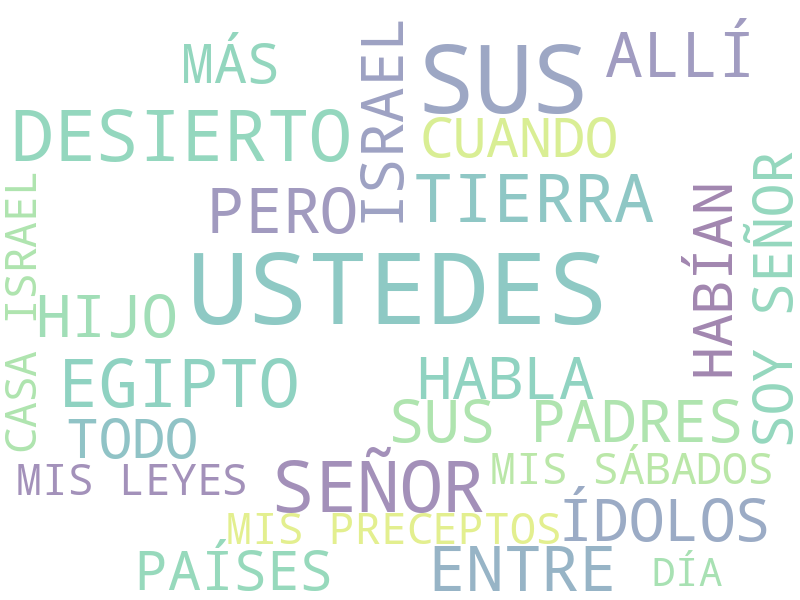 MÁS
ISRAEL
SUS
ALLÍ
DESIERTO
CUANDO
PERO
TIERRA
HABÍAN
SOY SEÑOR
CASA ISRAEL
USTEDES
HIJO
EGIPTO
HABLA
TODO
SUS PADRES
MIS LEYES
SEÑOR
MIS SÁBADOS
MIS PRECEPTOS
ÍDOLOS
PAÍSES
ENTRE
DÍA